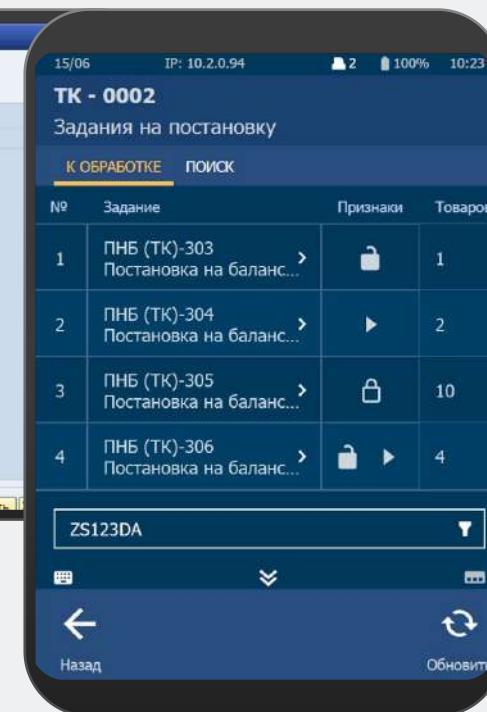 15/06 IP: 10.2.0.94 2 100% 10:23
ТК - 0002
Задания на постановку
К ОБРАБОТКЕ ПОИСК
№ Задание Признаки Товаров
1 ПНБ (ТК)-303 1
Постановка на баланс...
2 ПНБ (ТК)-304 2
Постановка на баланс...
3 ПНБ (ТК)-305 10
Постановка на баланс...
4 ПНБ (ТК)-306 4
Постановка на баланс...
ZS123DA
Назад Обновить